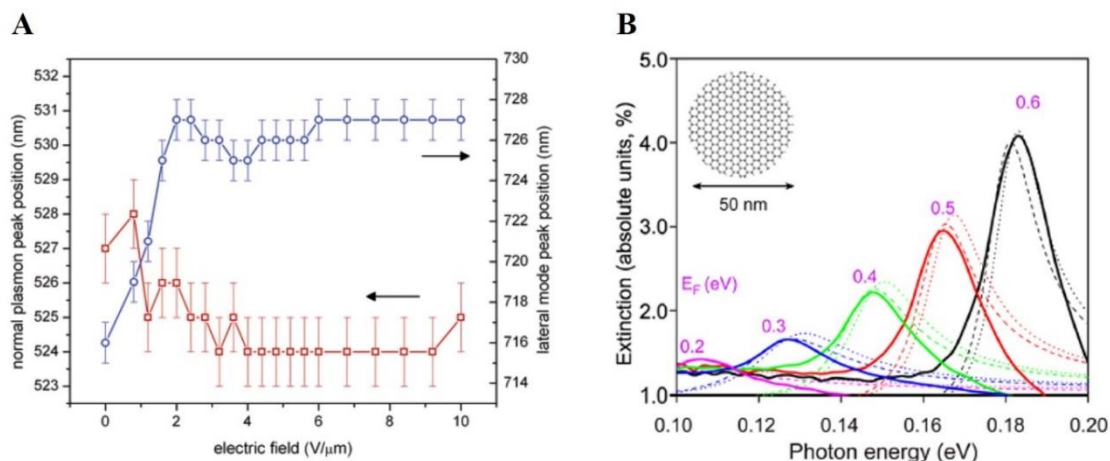 A
532
531
530
529
528
527
526
525
524
523
normal plasmon peak position (nm)
0 2 4 6 8 10
electric field (V/μm)
730
728
726
724
722
720
718
716
714
lateral mode peak position (nm)
B
5.0
4.0
3.0
2.0
1.0
Extinction (absolute units, %)
50 nm
E_F (eV)
0.2
0.3
0.4
0.5
0.6
0.10 0.12 0.14 0.16 0.18 0.20
Photon energy (eV)